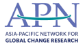 APN
ASIA-PACIFIC NETWORK FOR
GLOBAL CHANGE RESEARCH